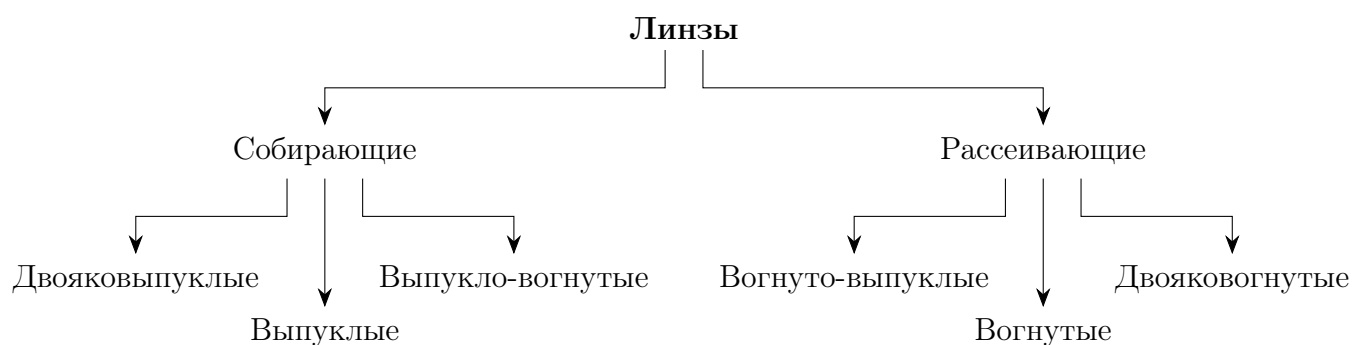 Линзы
Собирающие Рассеивающие
Двояковыпуклые Выпукло-вогнутые Вогнуто-выпуклые Двояковогнутые
Выпуклые Вогнутые